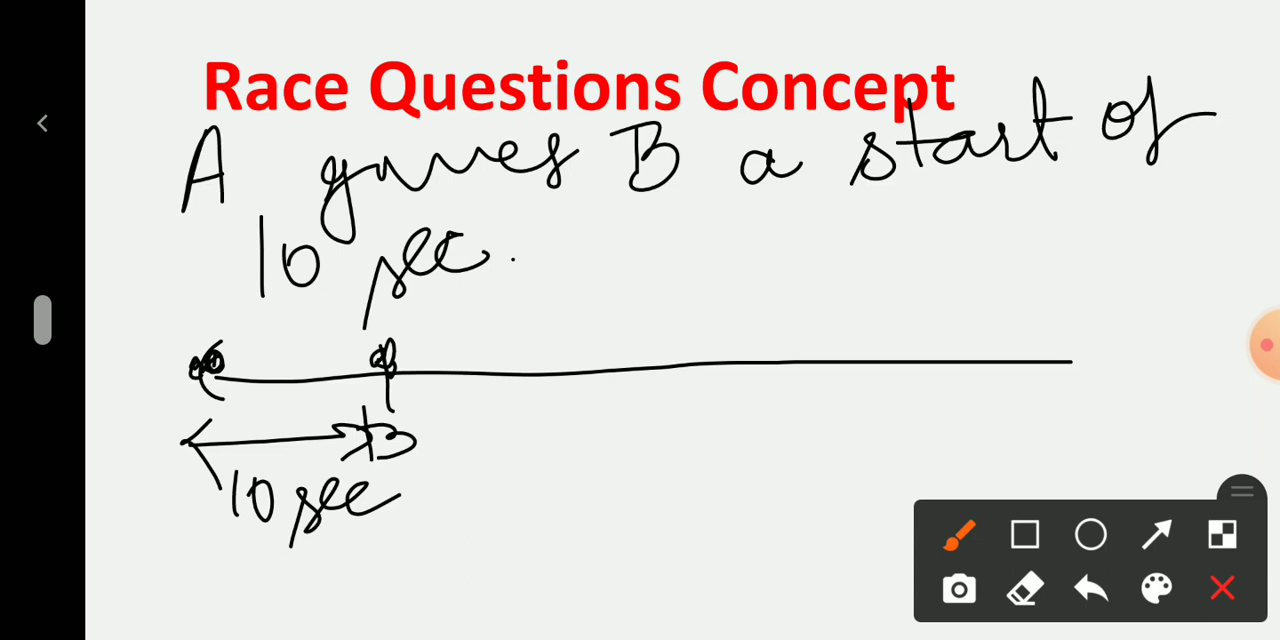 Race Questions Concept
A gives B a start of
10 sec.
B
10 sec